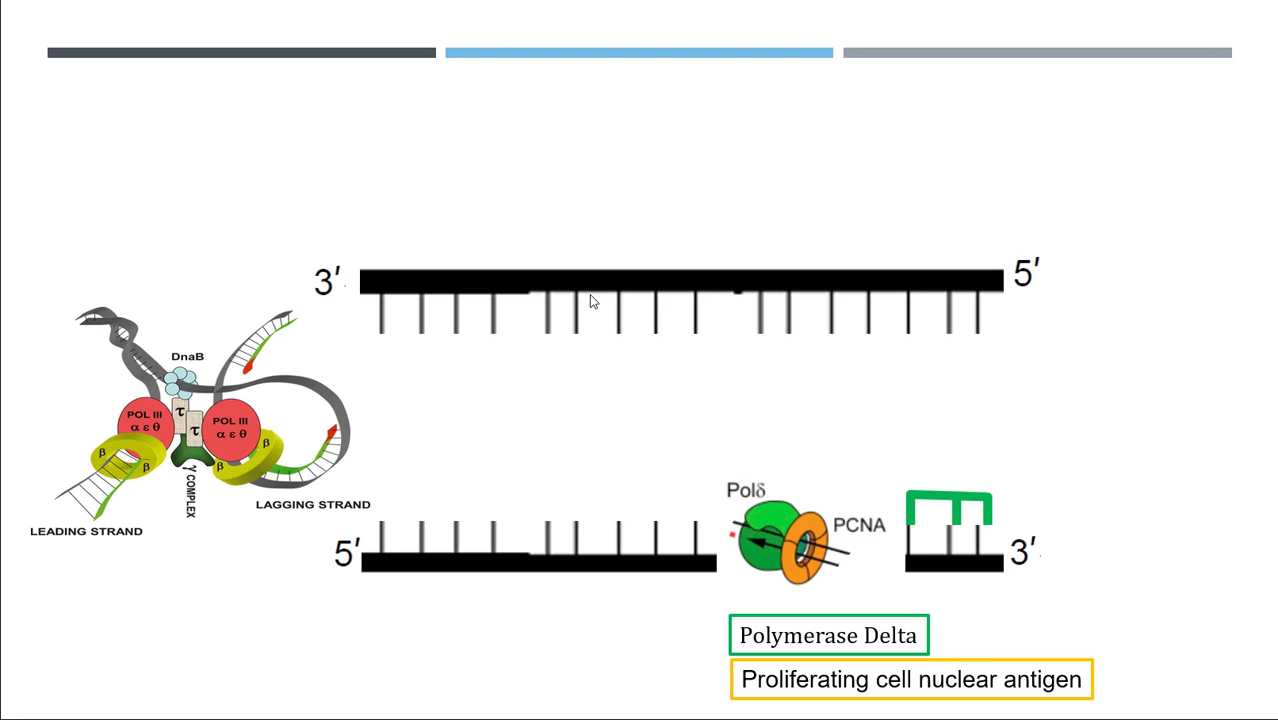 3′
5′
DnaB
τ
τ
POL III
α ε θ
POL III
α ε θ
β
β
β
β
γ COMPLEX
LAGGING STRAND
LEADING STRAND
Polδ
PCNA
5′
3′
Polymerase Delta
Proliferating cell nuclear antigen